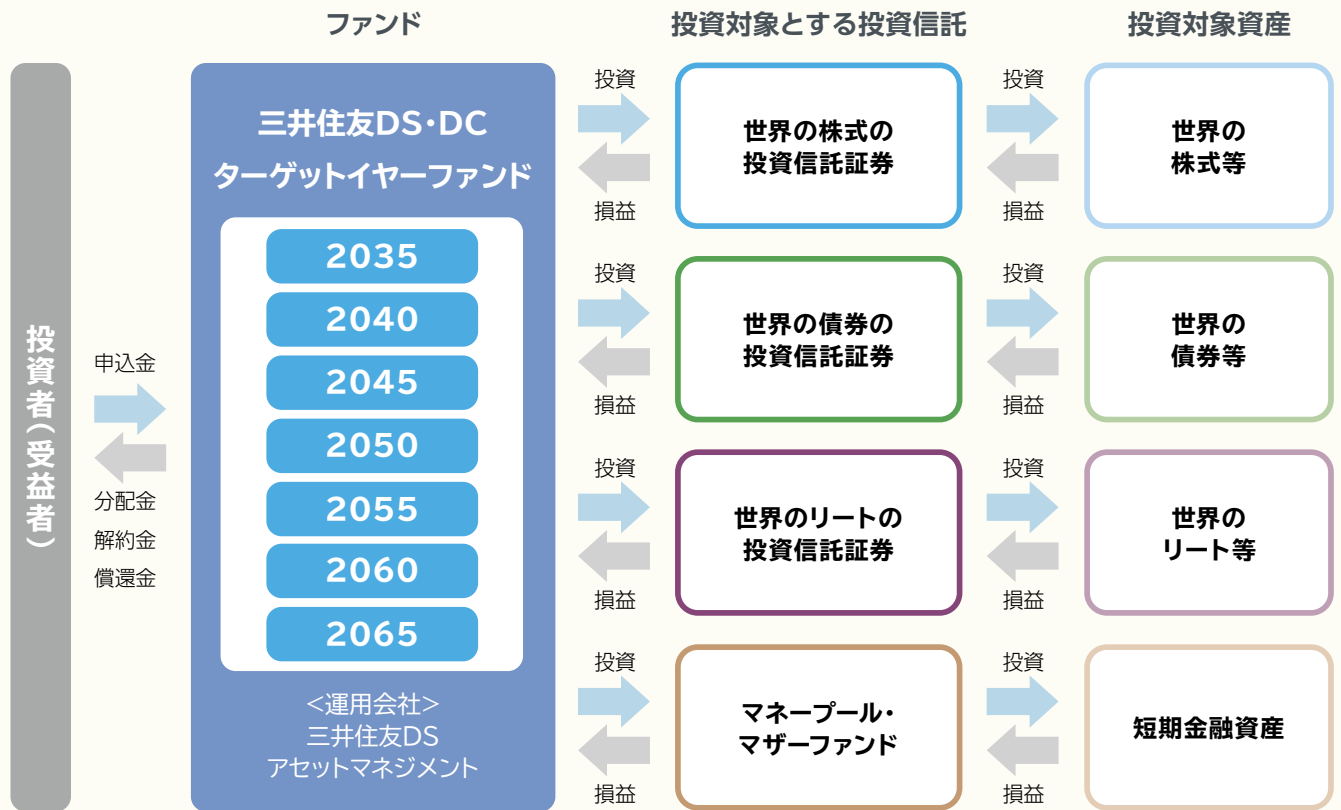 ファンド
投資対象とする投資信託
投資対象資産
投資者(受益者)
申込金
分配金
解約金
償還金
三井住友DS・DC
ターゲットイヤーファンド
2035
2040
2045
2050
2055
2060
2065
<運用会社>
三井住友DS
アセットマネジメント
投資
損益
世界の株式の
投資信託証券
投資
損益
世界の
株式等
投資
損益
世界の債券の
投資信託証券
投資
損益
世界の
債券等
投資
損益
世界のリートの
投資信託証券
投資
損益
世界の
リート等
投資
損益
マネープール・
マザーファンド
投資
損益
短期金融資産